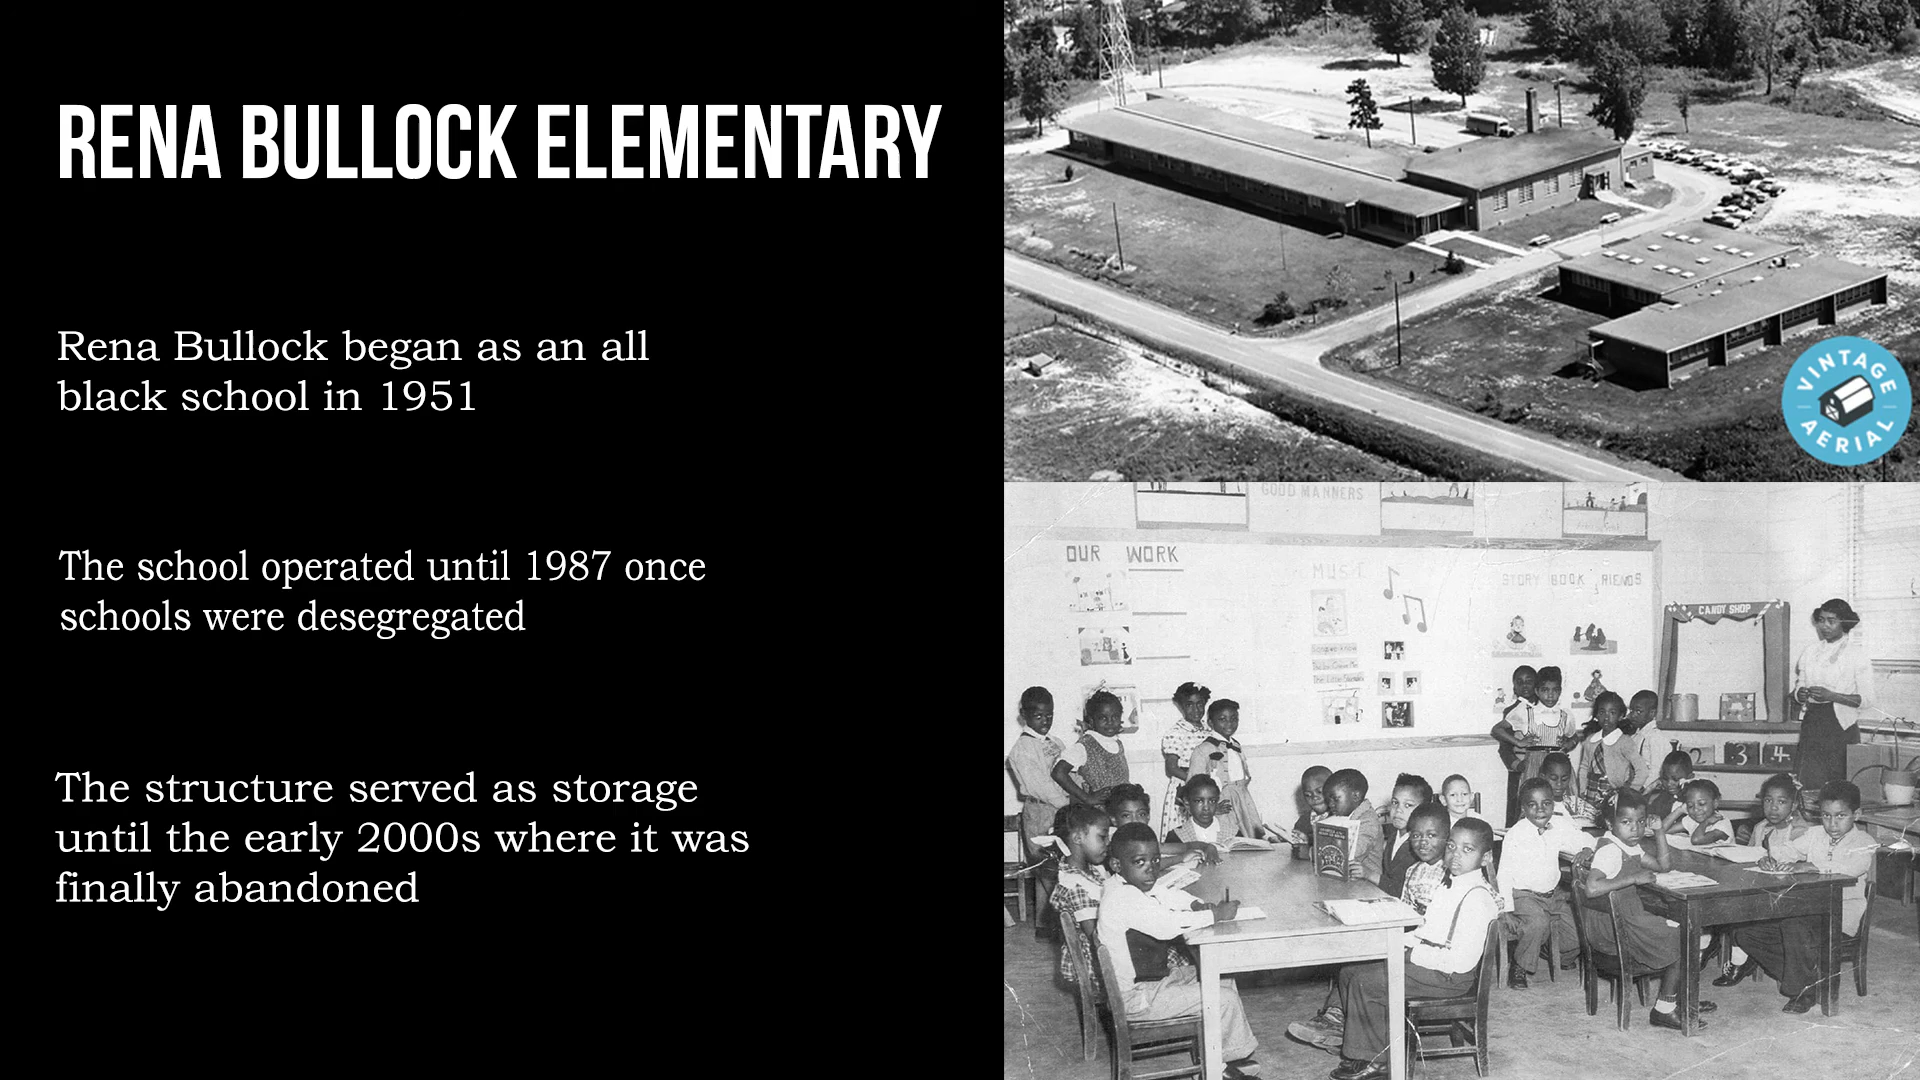 RENA BULLOCK ELEMENTARY
Rena Bullock began as an all
black school in 1951
The school operated until 1987 once
schools were desegregated
The structure served as storage
until the early 2000s where it was
finally abandoned
VINTAGE
AERIAL
GOOD MANNERS
OUR WORK
STORY BOOK RIENDS
CANDY SHOP
2 3 4